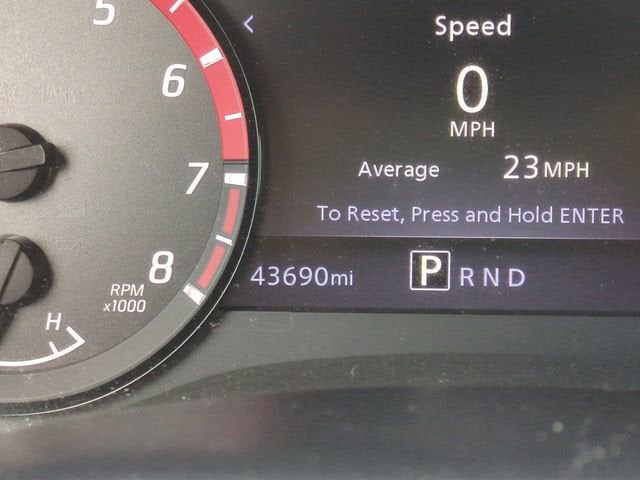 5
6
7
8
RPM
x1000
H
<
Speed
0
MPH
Average 23 MPH
To Reset, Press and Hold ENTER
43690mi P R N D